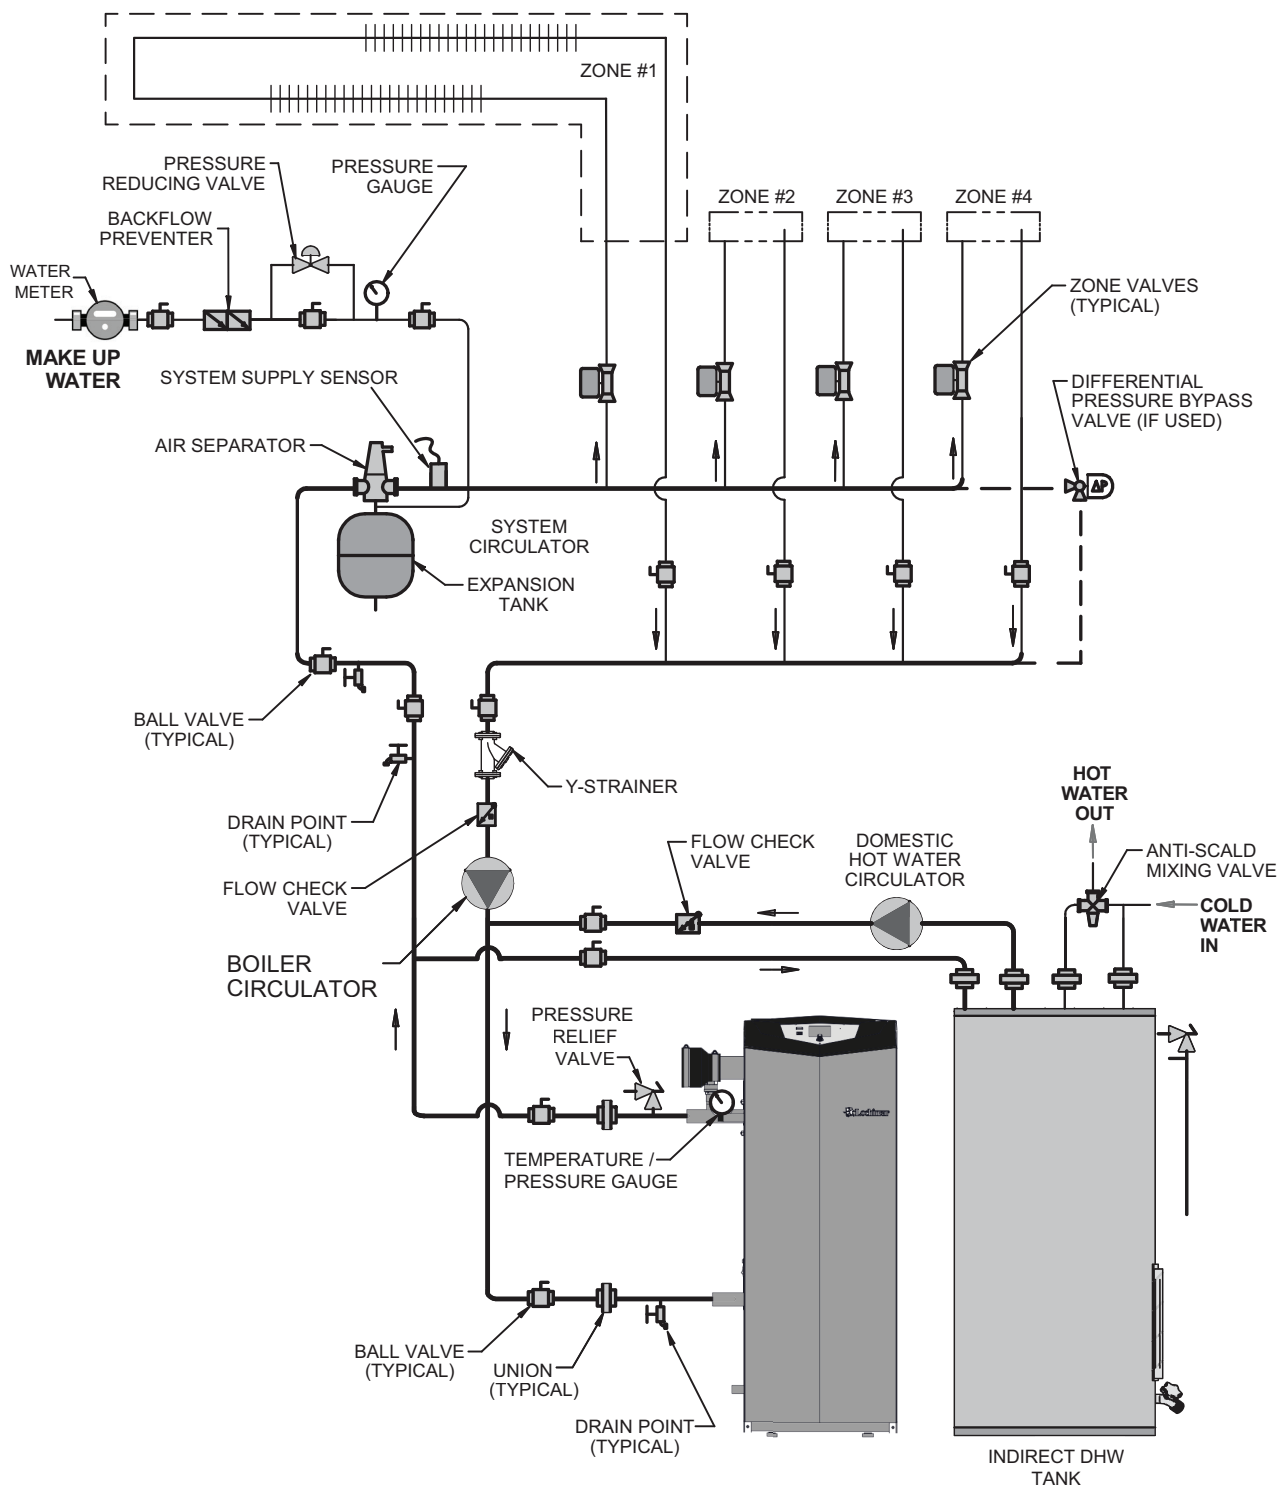 ZONE #1
PRESSURE
REDUCING VALVE
PRESSURE
GAUGE
BACKFLOW
PREVENTER
ZONE #2
ZONE #3
ZONE #4
WATER
METER
ZONE VALVES
(TYPICAL)
MAKE UP
WATER
SYSTEM SUPPLY SENSOR
DIFFERENTIAL
PRESSURE BYPASS
VALVE (IF USED)
AIR SEPARATOR
ΔP
SYSTEM
CIRCULATOR
EXPANSION
TANK
BALL VALVE
(TYPICAL)
Y-STRAINER
HOT
WATER
OUT
DRAIN POINT
(TYPICAL)
FLOW CHECK
VALVE
DOMESTIC
HOT WATER
CIRCULATOR
ANTI-SCALD
MIXING VALVE
FLOW CHECK
VALVE
COLD
WATER
IN
BOILER
CIRCULATOR
PRESSURE
RELIEF
VALVE
Lochinvar
TEMPERATURE /
PRESSURE GAUGE
BALL VALVE
(TYPICAL)
UNION
(TYPICAL)
DRAIN POINT
(TYPICAL)
INDIRECT DHW
TANK